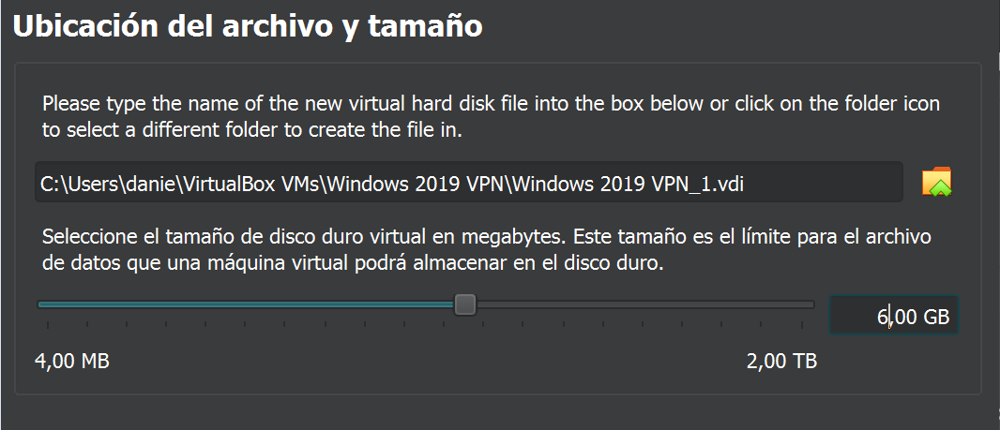 Ubicación del archivo y tamaño
Please type the name of the new virtual hard disk file into the box below or click on the folder icon
to select a different folder to create the file in.
C:\Users\danie\VirtualBox VMs\Windows 2019 VPN\Windows 2019 VPN_1.vdi
Seleccione el tamaño de disco duro virtual en megabytes. Este tamaño es el límite para el archivo
de datos que una máquina virtual podrá almacenar en el disco duro.
6,00 GB
4,00 MB
2,00 TB